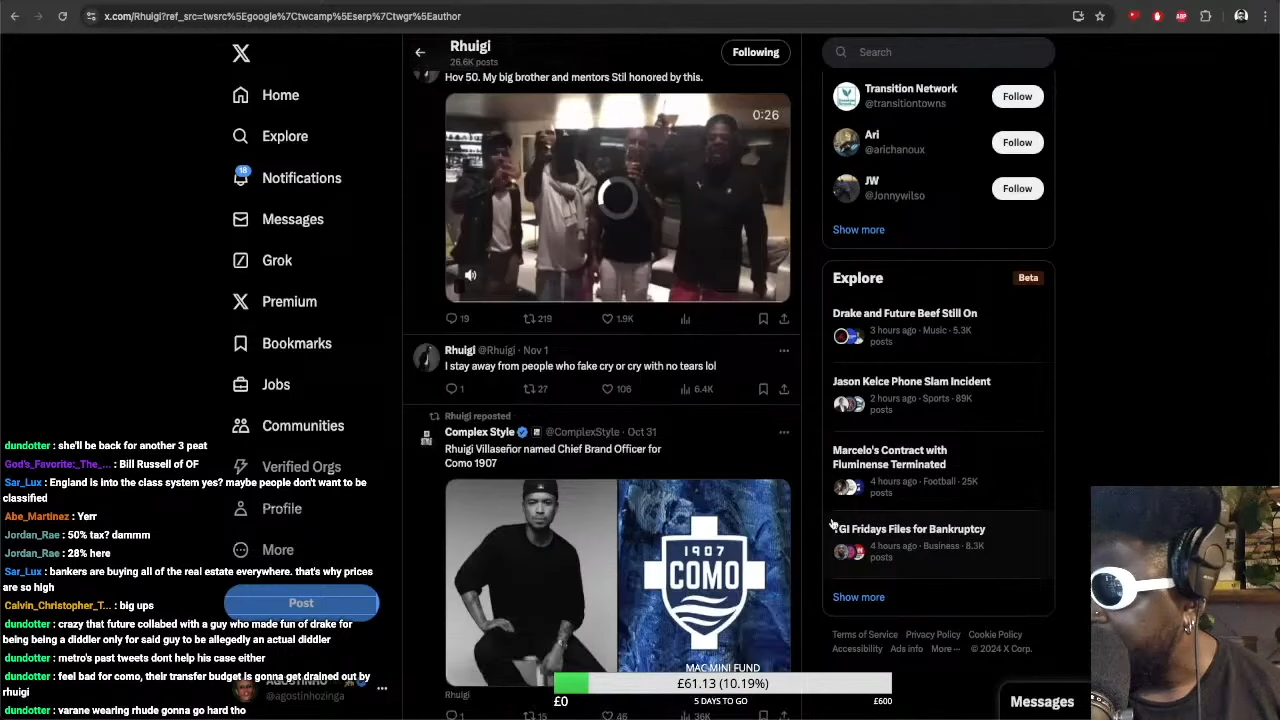 x.com/Rhuigi?ref_src=twsrc%5Egoogle%7Ctwcamp%5Eserp%7Ctwgr%5Eauthor
ABP
Home
Explore
18
Notifications
Messages
Grok
Premium
Bookmarks
Jobs
Communities
Verified Orgs
Profile
More
Post
@agostinhozinga
Rhuigi
26.6K posts
Following
Hov 50. My big brother and mentors Stil honored by this.
0:26
19
219
1.9K
Rhuigi @Rhuigi · Nov 1
I stay away from people who fake cry or cry with no tears lol
1
27
106
6.4K
Rhuigi reposted
Complex Style @ComplexStyle · Oct 31
Rhuigi Villaseñor named Chief Brand Officer for
Como 1907
1907
COMO
Rhuigi
1
15
46
36K
MAC MINI FUND
£61.13 (10.19%)
£0
5 DAYS TO GO
£600
Search
Transition Network
@transitiontowns
Follow
Ari
@arichanoux
Follow
JW
@Jonnywilso
Follow
Show more
Explore
Beta
Drake and Future Beef Still On
3 hours ago · Music · 5.3K
posts
Jason Kelce Phone Slam Incident
2 hours ago · Sports · 89K
posts
Marcelo's Contract with
Fluminense Terminated
4 hours ago · Football · 25K
posts
GI Fridays Files for Bankruptcy
4 hours ago · Business · 8.3K
posts
Show more
Terms of Service Privacy Policy Cookie Policy
Accessibility Ads info More ··· © 2024 X Corp.
Messages
dundotter : she'll be back for another 3 peat
God's_Favorite:_The_... : Bill Russell of OF
Sar_Lux : England is into the class system yes? maybe people don't want to be
classified
Abe_Martinez : Yerr
Jordan_Rae : 50% tax? dammm
Jordan_Rae : 28% here
Sar_Lux : bankers are buying all of the real estate everywhere. that's why prices
are so high
Calvin_Christopher_T... : big ups
dundotter : crazy that future collabed with a guy who made fun of drake for
being being a diddler only for said guy to be allegedly an actual diddler
dundotter : metro's past tweets dont help his case either
dundotter : feel bad for como, their transfer budget is gonna get drained out by
rhuigi
dundotter : varane wearing rhude gonna go hard tho